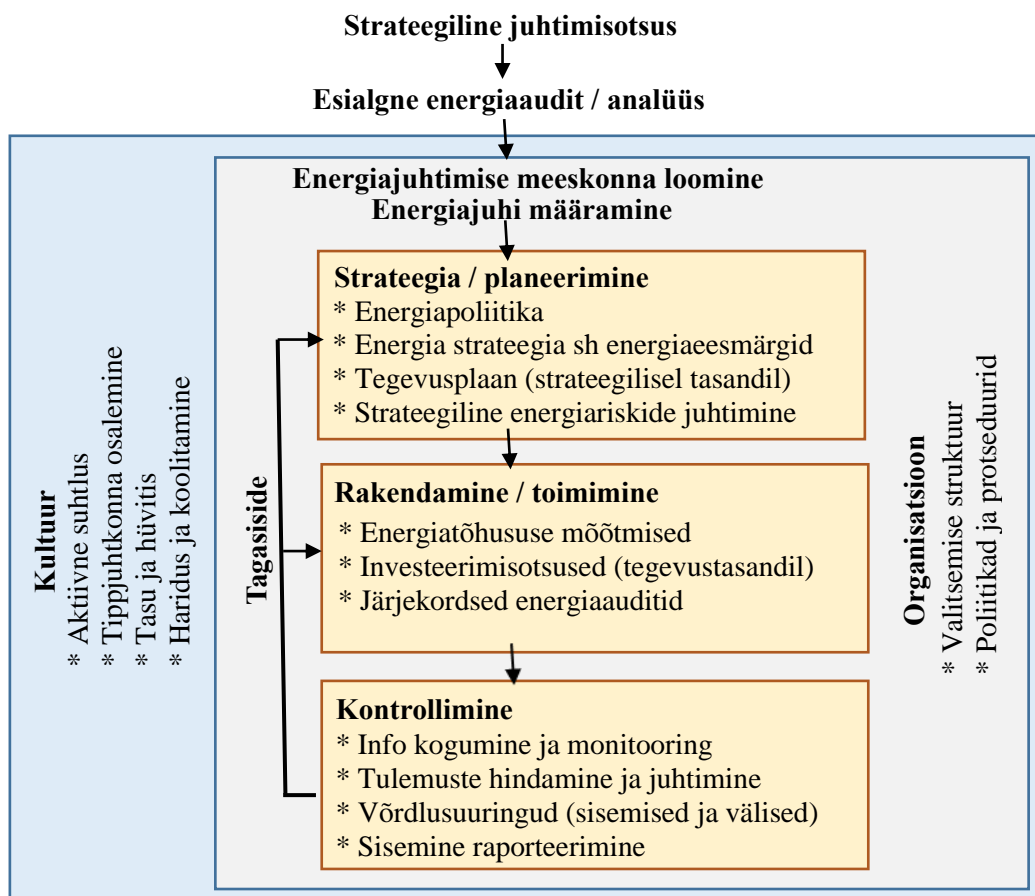 Strateegiline juhtimisotsus
Esialgne energiaaudit / analüüs
Energiajuhtimise meeskonna loomine
Energiajuhi määramine
Strateegia / planeerimine
* Energiapoliitika
* Energia strateegia sh energiaeesmärgid
* Tegevusplaan (strateegilisel tasandil)
* Strateegiline energiariskide juhtimine
Rakendamine / toimimine
* Energiatõhususe mõõtmised
* Investeerimisotsused (tegevustasandil)
* Järjekordsed energiaauditid
Kontrollimine
* Info kogumine ja monitooring
* Tulemuste hindamine ja juhtimine
* Võrdlusuuringud (sisemised ja välised)
* Sisemine raporteerimine
Tagasiside
Kultuur
* Aktiivne suhtlus
* Tippjuhtkonna osalemine
* Tasu ja hüvitis
* Haridus ja koolitamine
Organisatsioon
* Valitsemise struktuur
* Poliitikad ja protseduurid